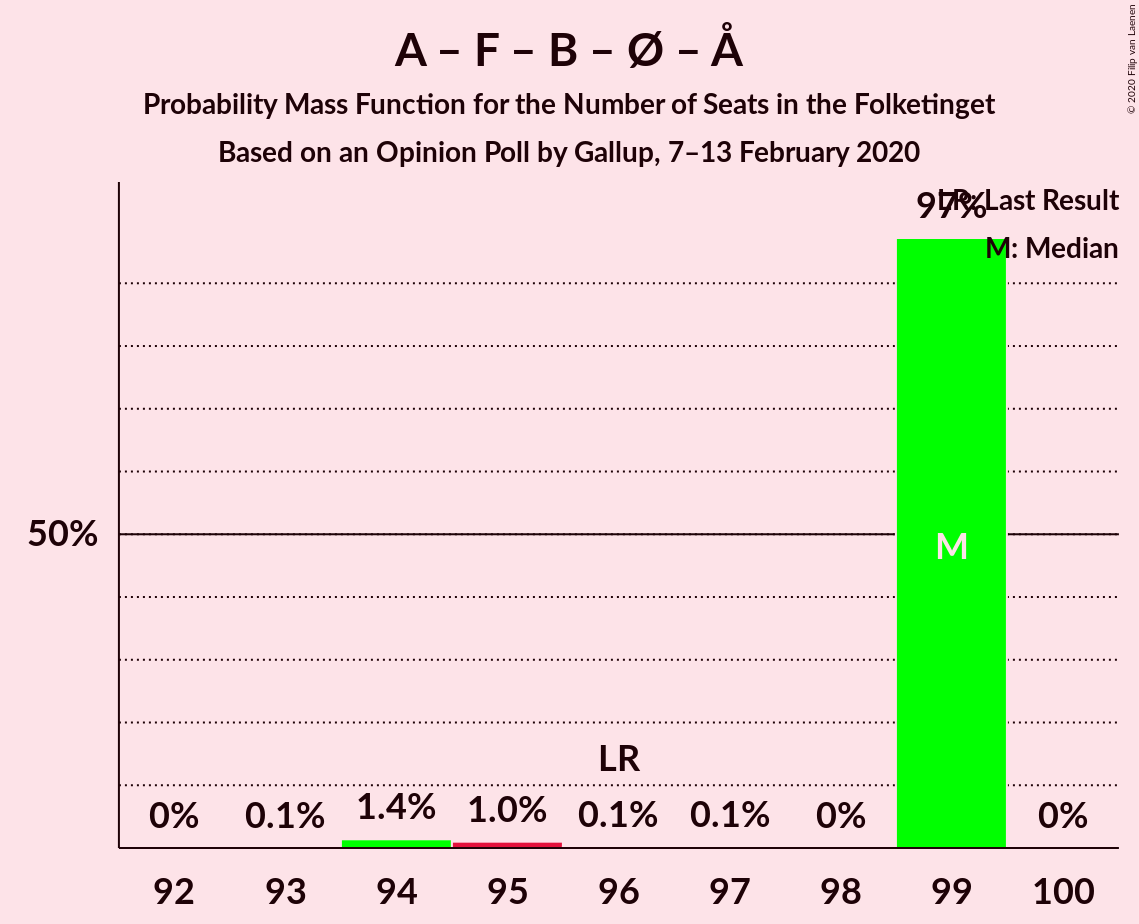 A – F – B – Ø – Å
Probability Mass Function for the Number of Seats in the Folketinget
Based on an Opinion Poll by Gallup, 7–13 February 2020
© 2020 Filip van Laenen
LR: Last Result
M: Median
97%
50%
M
LR
0% 0.1% 1.4% 1.0% 0.1% 0.1% 0% 0%
92 93 94 95 96 97 98 99 100